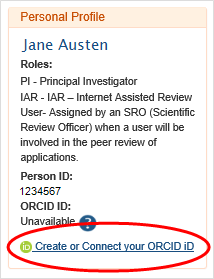 Personal Profile
Jane Austen
Roles:
PI - Principal Investigator
IAR - IAR – Internet Assisted Review
User- Assigned by an SRO (Scientific
Review Officer) when a user will be
involved in the peer review of
applications.
Person ID:
1234567
ORCID ID:
Unavailable ?
iD Create or Connect your ORCID iD